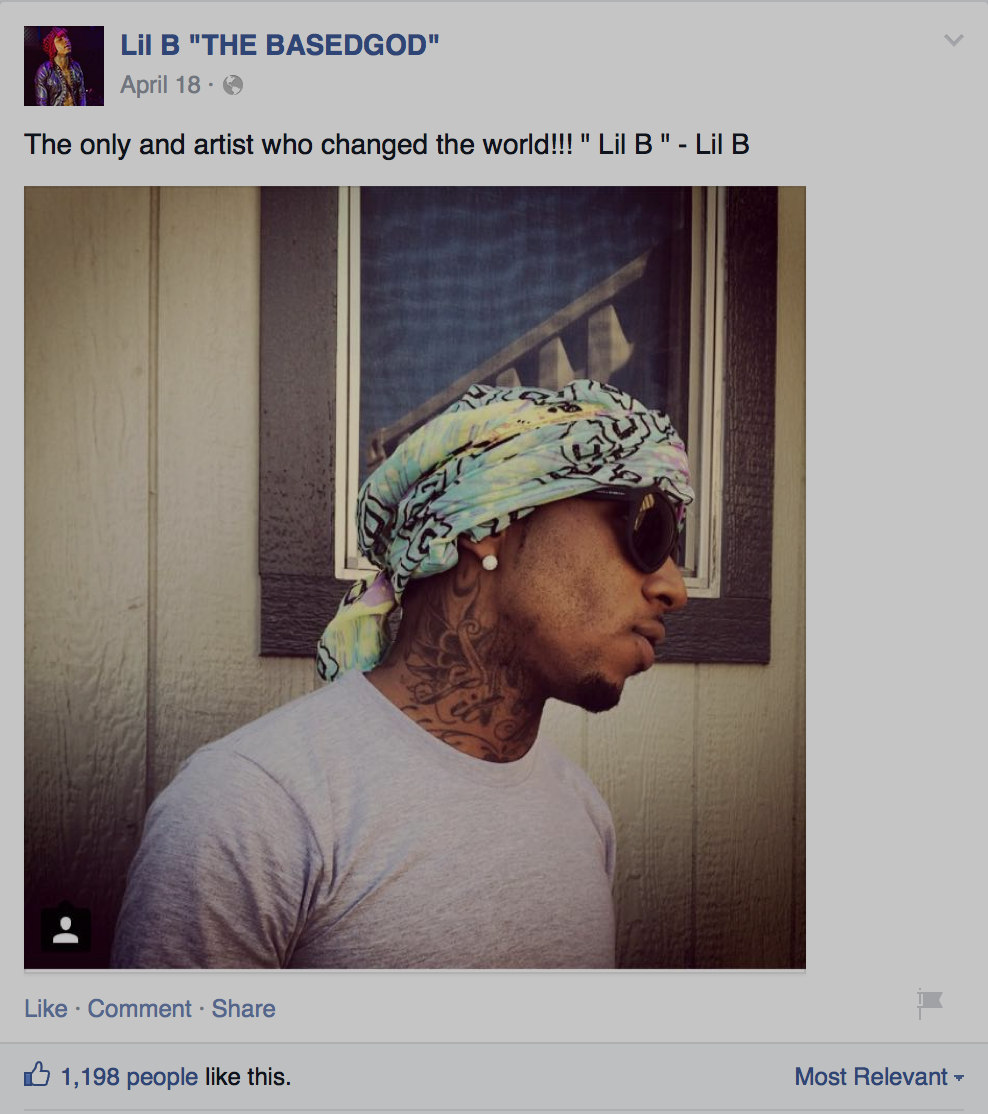 Lil B "THE BASEDGOD"
April 18 ·
The only and artist who changed the world!!! " Lil B " - Lil B
Like · Comment · Share
1,198 people like this.
Most Relevant